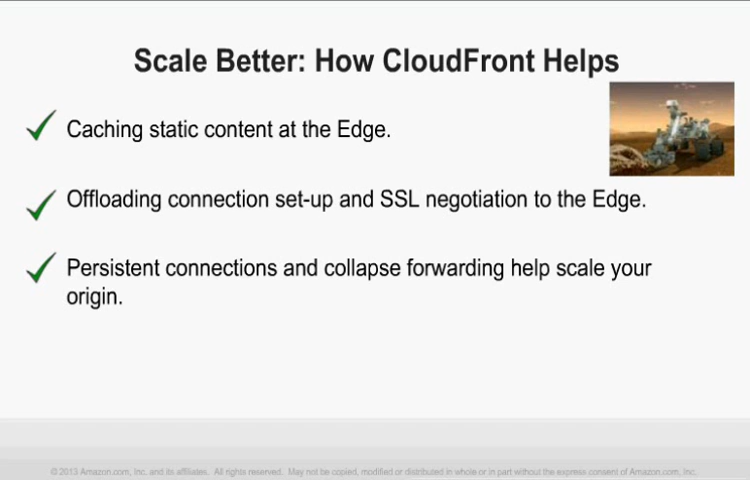 Scale Better: How CloudFront Helps
Caching static content at the Edge.
Offloading connection set-up and SSL negotiation to the Edge.
Persistent connections and collapse forwarding help scale your
origin.
© 2013 Amazon.com, Inc. and its affiliates. All rights reserved. May not be copied, modified or distributed in whole or in part without the express consent of Amazon.com, Inc.